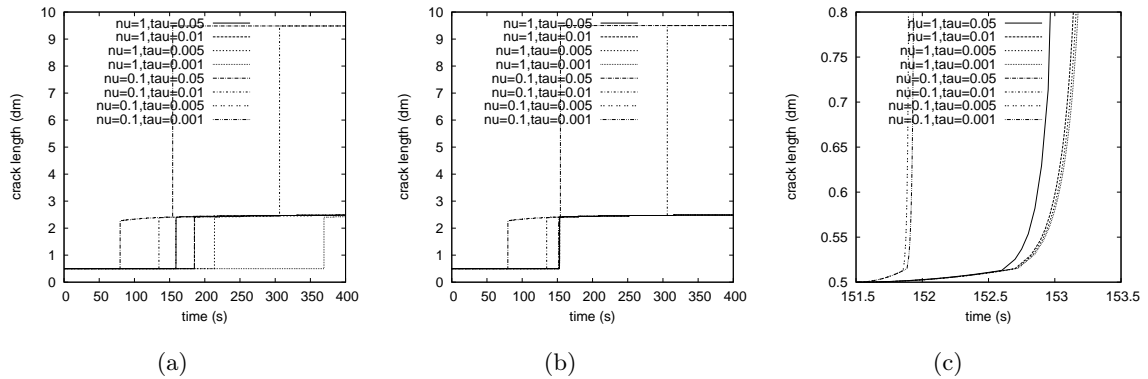 10
9
8
7
6
5
4
3
2
1
0
crack length (dm)
0 50 100 150 200 250 300 350 400
time (s)
nu=1,tau=0.05
nu=1,tau=0.01
nu=1,tau=0.005
nu=1,tau=0.001
nu=0.1,tau=0.05
nu=0.1,tau=0.01
nu=0.1,tau=0.005
nu=0.1,tau=0.001
(a)
10
9
8
7
6
5
4
3
2
1
0
crack length (dm)
0 50 100 150 200 250 300 350 400
time (s)
nu=1,tau=0.05
nu=1,tau=0.01
nu=1,tau=0.005
nu=1,tau=0.001
nu=0.1,tau=0.05
nu=0.1,tau=0.01
nu=0.1,tau=0.005
nu=0.1,tau=0.001
(b)
0.8
0.75
0.7
0.65
0.6
0.55
0.5
crack length (dm)
151.5 152 152.5 153 153.5
time (s)
nu=1,tau=0.05
nu=1,tau=0.01
nu=1,tau=0.005
nu=1,tau=0.001
nu=0.1,tau=0.05
nu=0.1,tau=0.01
nu=0.1,tau=0.005
nu=0.1,tau=0.001
(c)